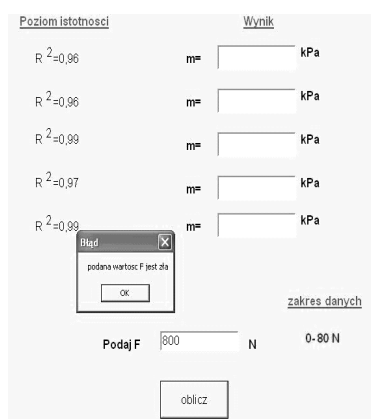 Poziom istotnosci Wynik
R 2=0,96 m= kPa
R 2=0,96 m= kPa
R 2=0,99 m= kPa
R 2=0,97 m= kPa
R 2=0,99 m= kPa
Błąd
podana wartosc F jest zła
OK
zakres danych
Podaj F 800 N 0-80 N
oblicz